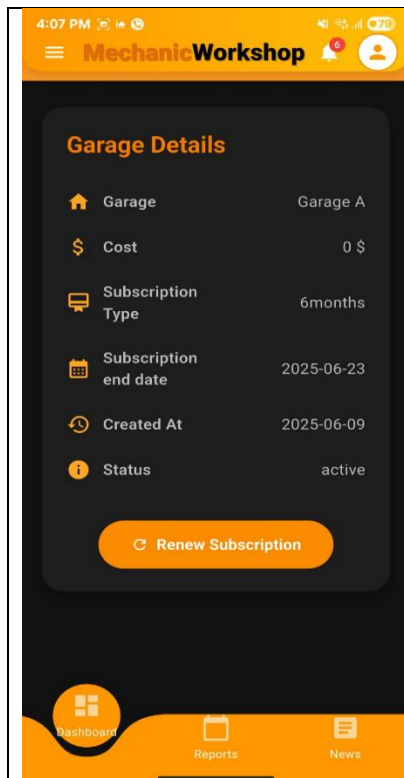 4:07 PM
79
MechanicWorkshop
6
Garage Details
Garage Garage A
$ Cost 0 $
Subscription Type 6months
Subscription end date 2025-06-23
Created At 2025-06-09
Status active
Renew Subscription
Dashboard
Reports
News